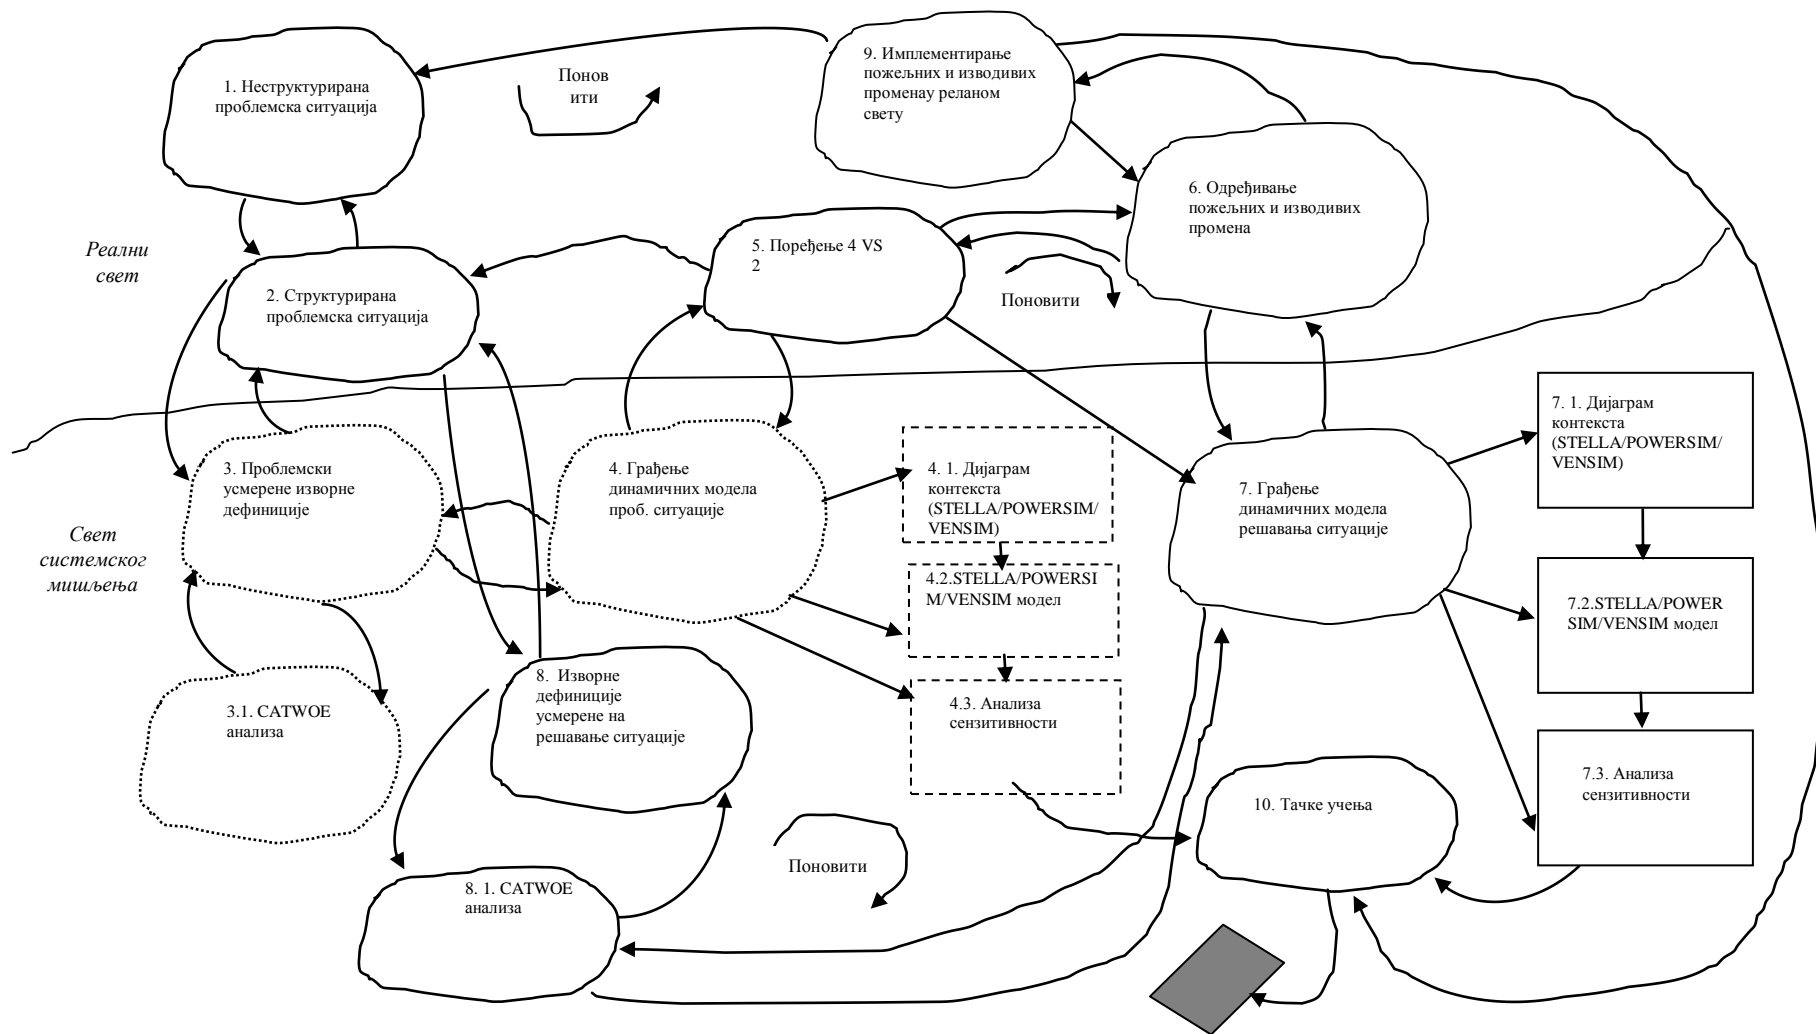 1. Неструктурирана
проблемска ситуација
Понов
ити
9. Имплементирање
пожељних и изводивих
променау реланом
свету
6. Одређивање
пожељних и изводивих
промена
Реални
свет
2. Структурирана
проблемска ситуација
5. Поређење 4 VS
2
Поновити
3. Проблемски
усмерене изворне
дефиниције
4. Грађење
динамичних модела
проб. ситуације
4. 1. Дијаграм
контекста
(STELLA/POWERSIM/
VENSIM)
7. Грађење
динамичних модела
решавања ситуације
7. 1. Дијаграм
контекста
(STELLA/POWERSIM/
VENSIM)
Свет
системског
мишљења
4.2.STELLA/POWERSI
M/VENSIM модел
7.2.STELLA/POWER
SIM/VENSIM модел
3.1. CATWOE
анализа
8. Изворне
дефиниције
усмерене на
решавање ситуације
4.3. Анализа
сензитивности
7.3. Анализа
сензитивности
10. Тачке учења
Поновити
8. 1. CATWOE
анализа